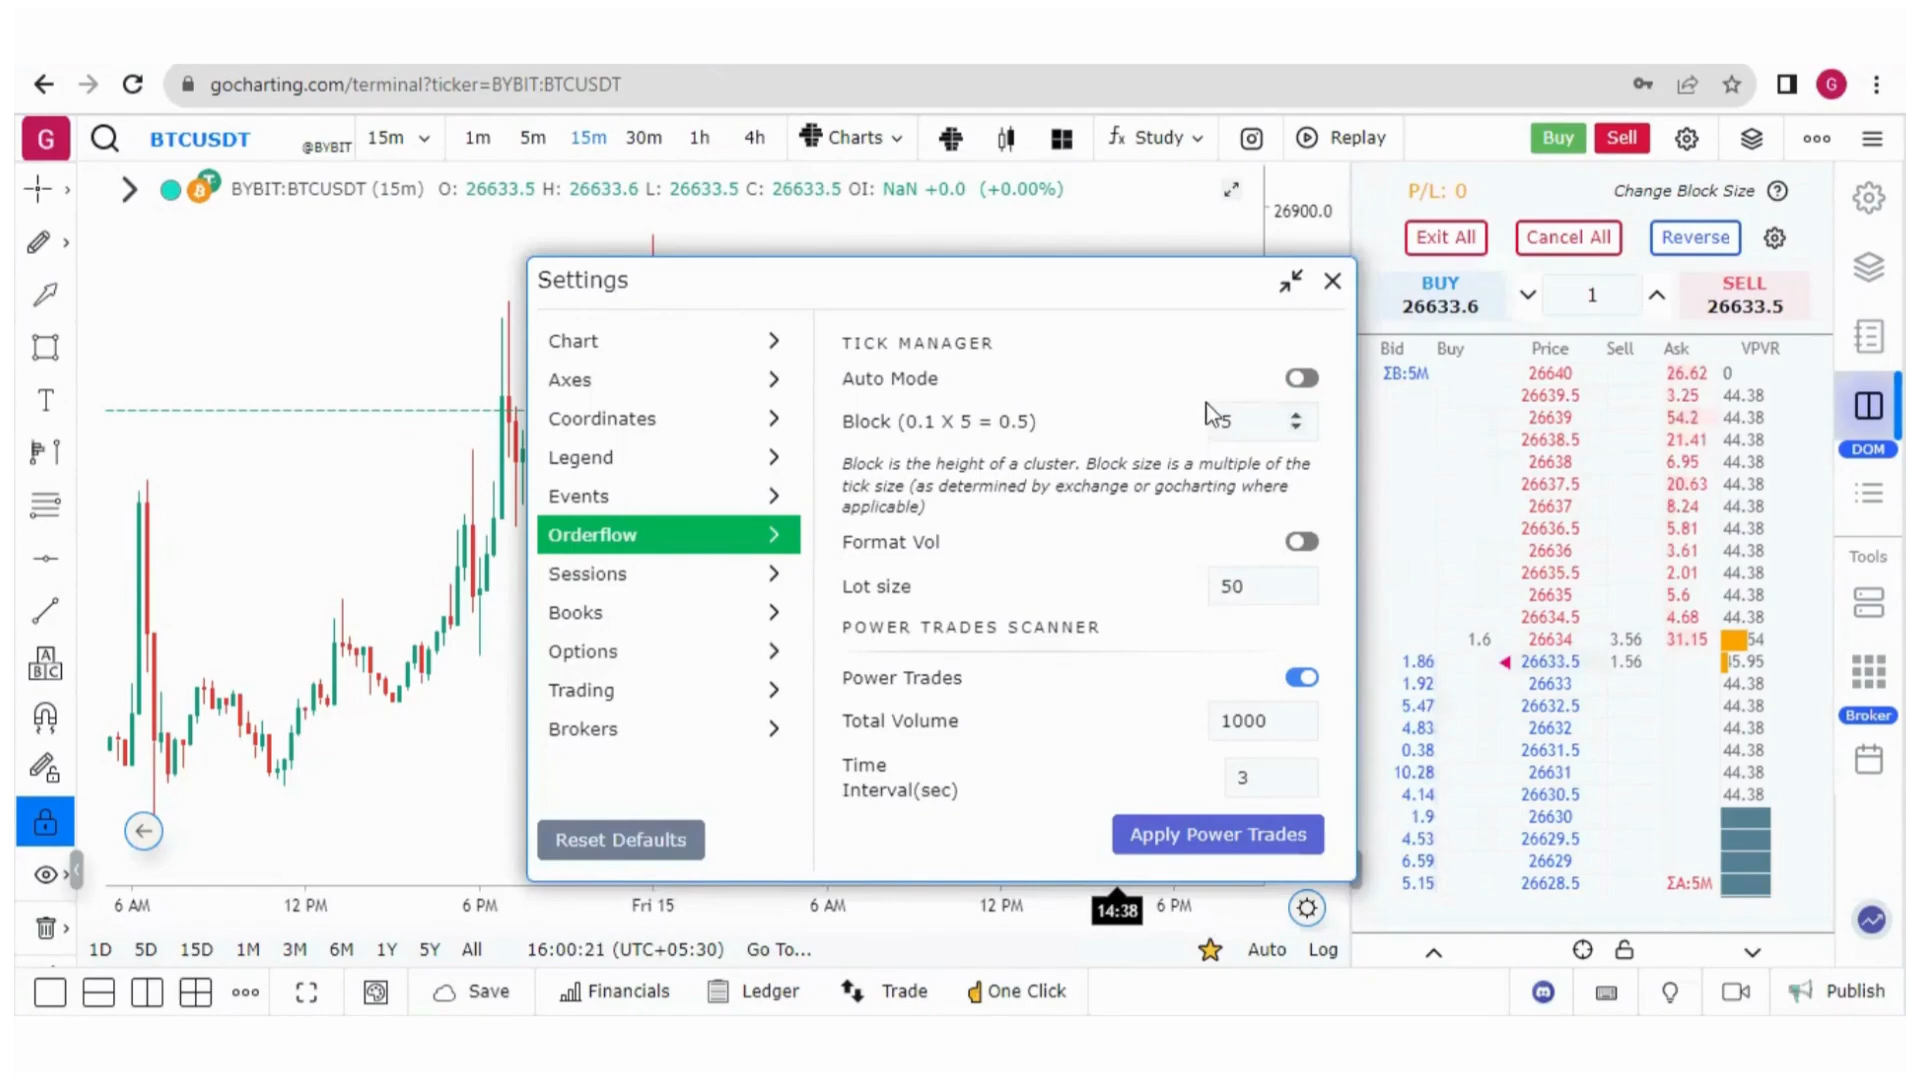 gocharting.com/terminal?ticker=BYBIT:BTCUSDT
G
G BTCUSDT @BYBIT 15m 1m 5m 15m 30m 1h 4h Charts fx Study Replay Buy Sell
BYBIT:BTCUSDT (15m) O: 26633.5 H: 26633.6 L: 26633.5 C: 26633.5 OI: NaN +0.0 (+0.00%)
26900.0
P/L: 0 Change Block Size
Exit All Cancel All Reverse
BUY 26633.6
1
SELL 26633.5
Settings
Chart
Axes
Coordinates
Legend
Events
Orderflow
Sessions
Books
Options
Trading
Brokers
Reset Defaults
TICK MANAGER
Auto Mode
Block (0.1 X 5 = 0.5) 5
Block is the height of a cluster. Block size is a multiple of the
tick size (as determined by exchange or gocharting where
applicable)
Format Vol
Lot size 50
POWER TRADES SCANNER
Power Trades
Total Volume 1000
Time
Interval(sec) 3
Apply Power Trades
Bid Buy Price Sell Ask VPVR
ΣB:5M 26640 26.62 0
26639.5 3.25 44.38
26639 54.2 44.38
26638.5 21.41 44.38
26638 6.95 44.38
26637.5 20.63 44.38
26637 8.24 44.38
26636.5 5.81 44.38
26636 3.61 44.38
26635.5 2.01 44.38
26635 5.6 44.38
26634.5 4.68 44.38
1.6 26634 3.56 31.15 54
1.86 26633.5 1.56 45.95
1.92 26633 44.38
5.47 26632.5 44.38
4.83 26632 44.38
0.38 26631.5 44.38
10.28 26631 44.38
4.14 26630.5 44.38
1.9 26630
4.53 26629.5
6.59 26629
5.15 26628.5 ΣA:5M
DOM
Tools
Broker
T
A
B C
6 AM 12 PM 6 PM Fri 15 6 AM 12 PM 14:38 6 PM
1D 5D 15D 1M 3M 6M 1Y 5Y All 16:00:21 (UTC+05:30) Go To... Auto Log
Save Financials Ledger Trade One Click Publish